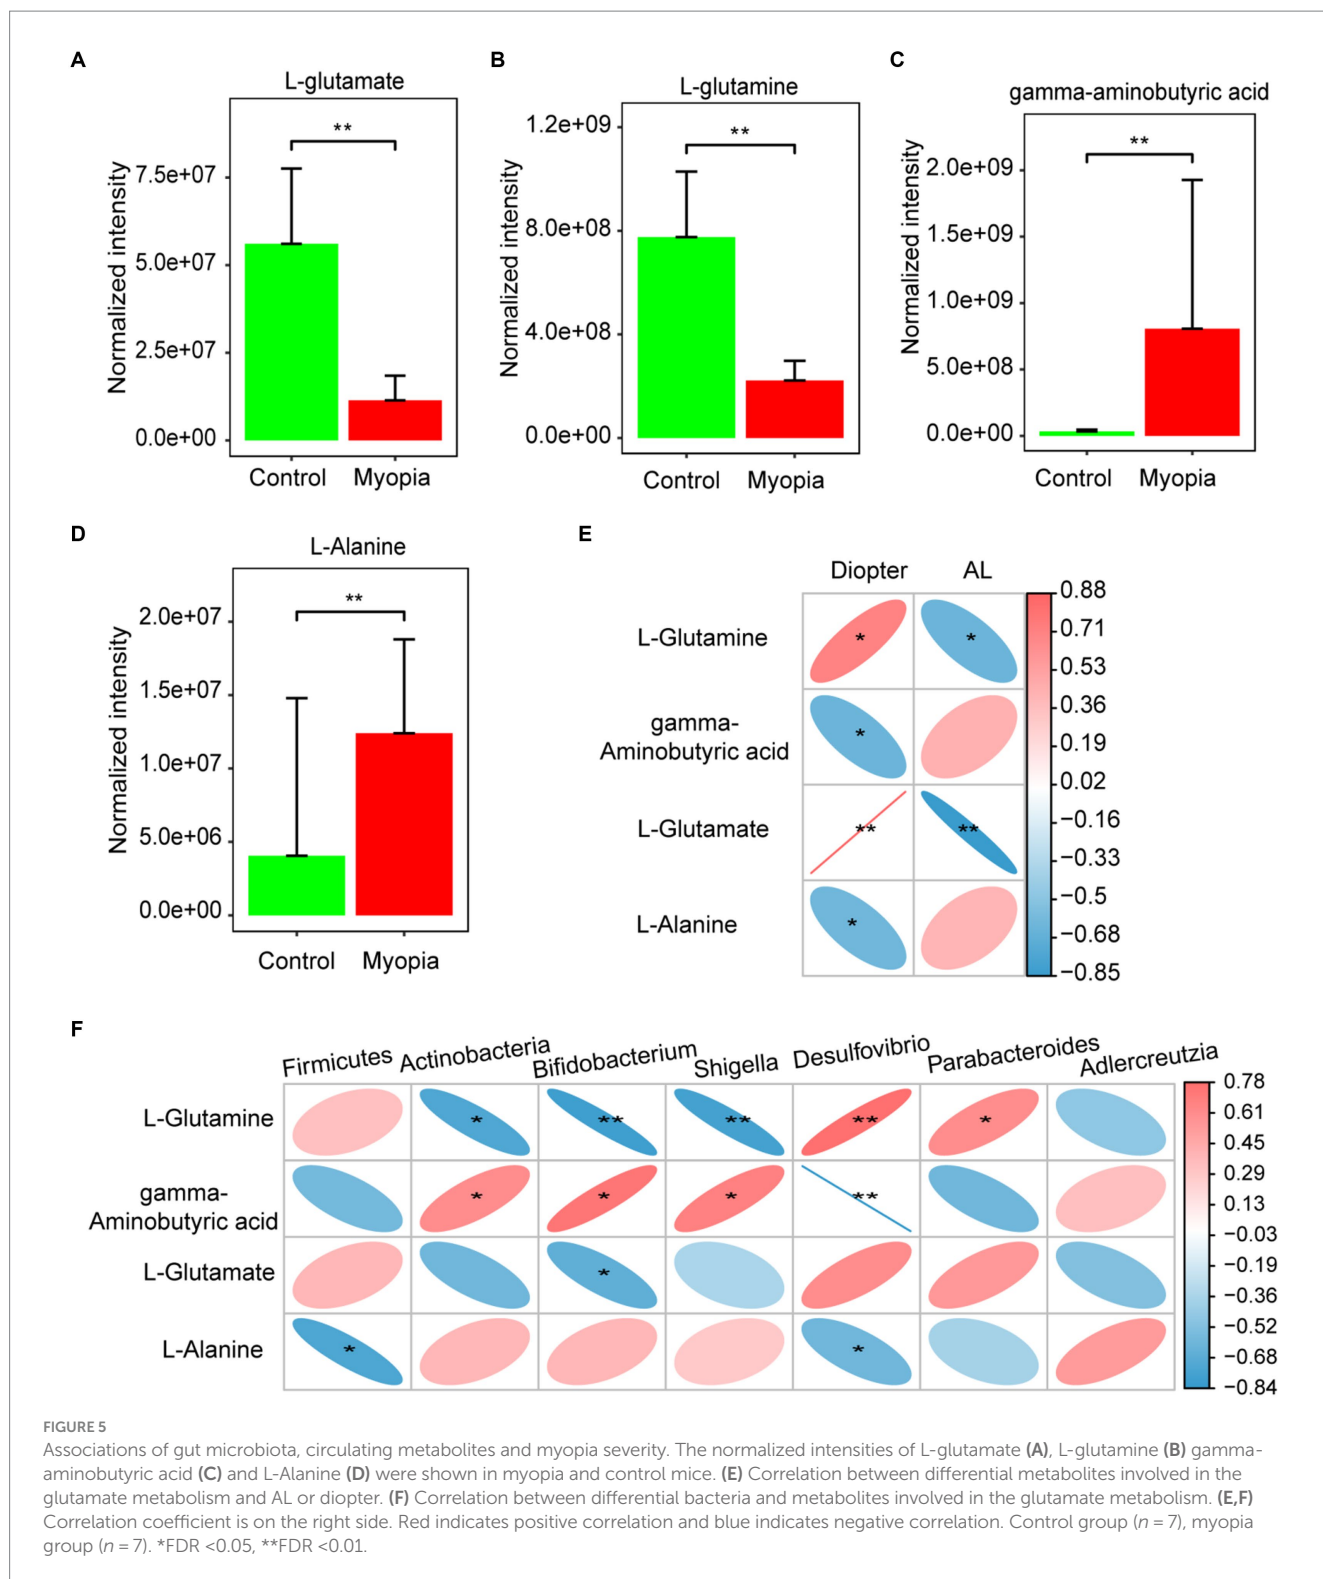 A
L-glutamate
Normalized intensity
7.5e+07
5.0e+07
2.5e+07
0.0e+00
**
Control Myopia
B
L-glutamine
Normalized intensity
1.2e+09
8.0e+08
4.0e+08
0.0e+00
**
Control Myopia
C
gamma-aminobutyric acid
Normalized intensity
2.0e+09
1.5e+09
1.0e+09
5.0e+08
0.0e+00
**
Control Myopia
D
L-Alanine
Normalized intensity
2.0e+07
1.5e+07
1.0e+07
5.0e+06
0.0e+00
**
Control Myopia
E
Diopter AL
L-Glutamine * *
gamma-
Aminobutyric acid *
L-Glutamate ** **
L-Alanine *
0.88
0.71
0.53
0.36
0.19
0.02
−0.16
−0.33
−0.5
−0.68
−0.85
F
Firmicutes Actinobacteria Bifidobacterium Shigella Desulfovibrio Parabacteroides Adlercreutzia
L-Glutamine * ** ** ** *
gamma-
Aminobutyric acid * * * **
L-Glutamate *
L-Alanine * *
0.78
0.61
0.45
0.29
0.13
−0.03
−0.19
−0.36
−0.52
−0.68
−0.84
FIGURE 5
Associations of gut microbiota, circulating metabolites and myopia severity. The normalized intensities of L-glutamate (A), L-glutamine (B) gamma-
aminobutyric acid (C) and L-Alanine (D) were shown in myopia and control mice. (E) Correlation between differential metabolites involved in the
glutamate metabolism and AL or diopter. (F) Correlation between differential bacteria and metabolites involved in the glutamate metabolism. (E,F)
Correlation coefficient is on the right side. Red indicates positive correlation and blue indicates negative correlation. Control group (n = 7), myopia
group (n = 7). *FDR <0.05, **FDR <0.01.